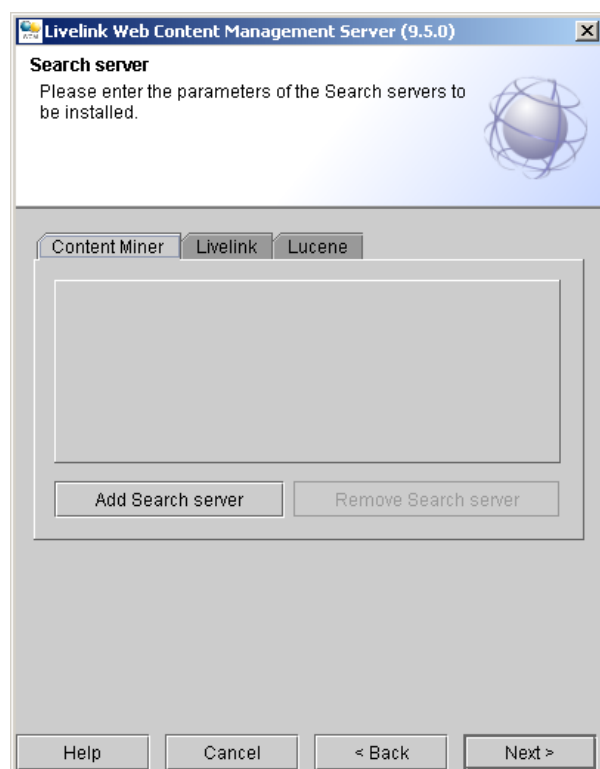 Livelink Web Content Management Server (9.5.0)
Search server
Please enter the parameters of the Search servers to
be installed.
Content Miner
Livelink
Lucene
Add Search server
Remove Search server
Help
Cancel
< Back
Next >